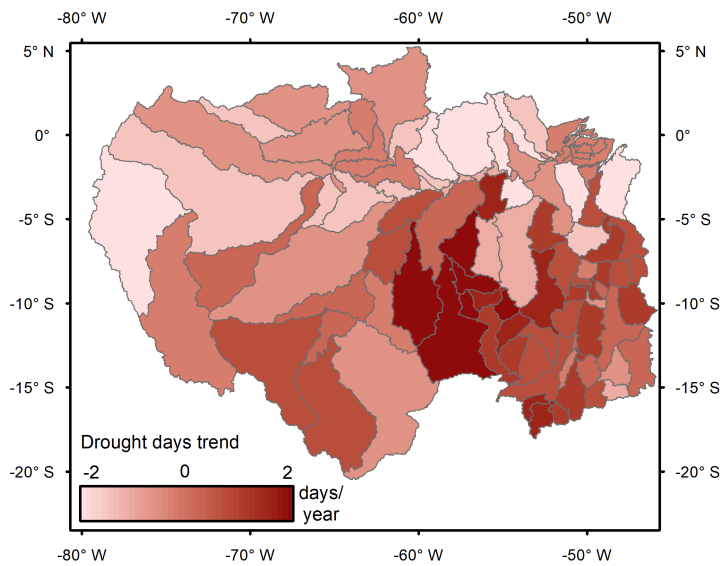 -80° W -70° W -60° W -50° W
5° N 5° N
0° 0°
-5° S -5° S
-10° S -10° S
-15° S -15° S
Drought days trend
-20° S -20° S
-2 0 2
days/
year
-80° W -70° W -60° W -50° W